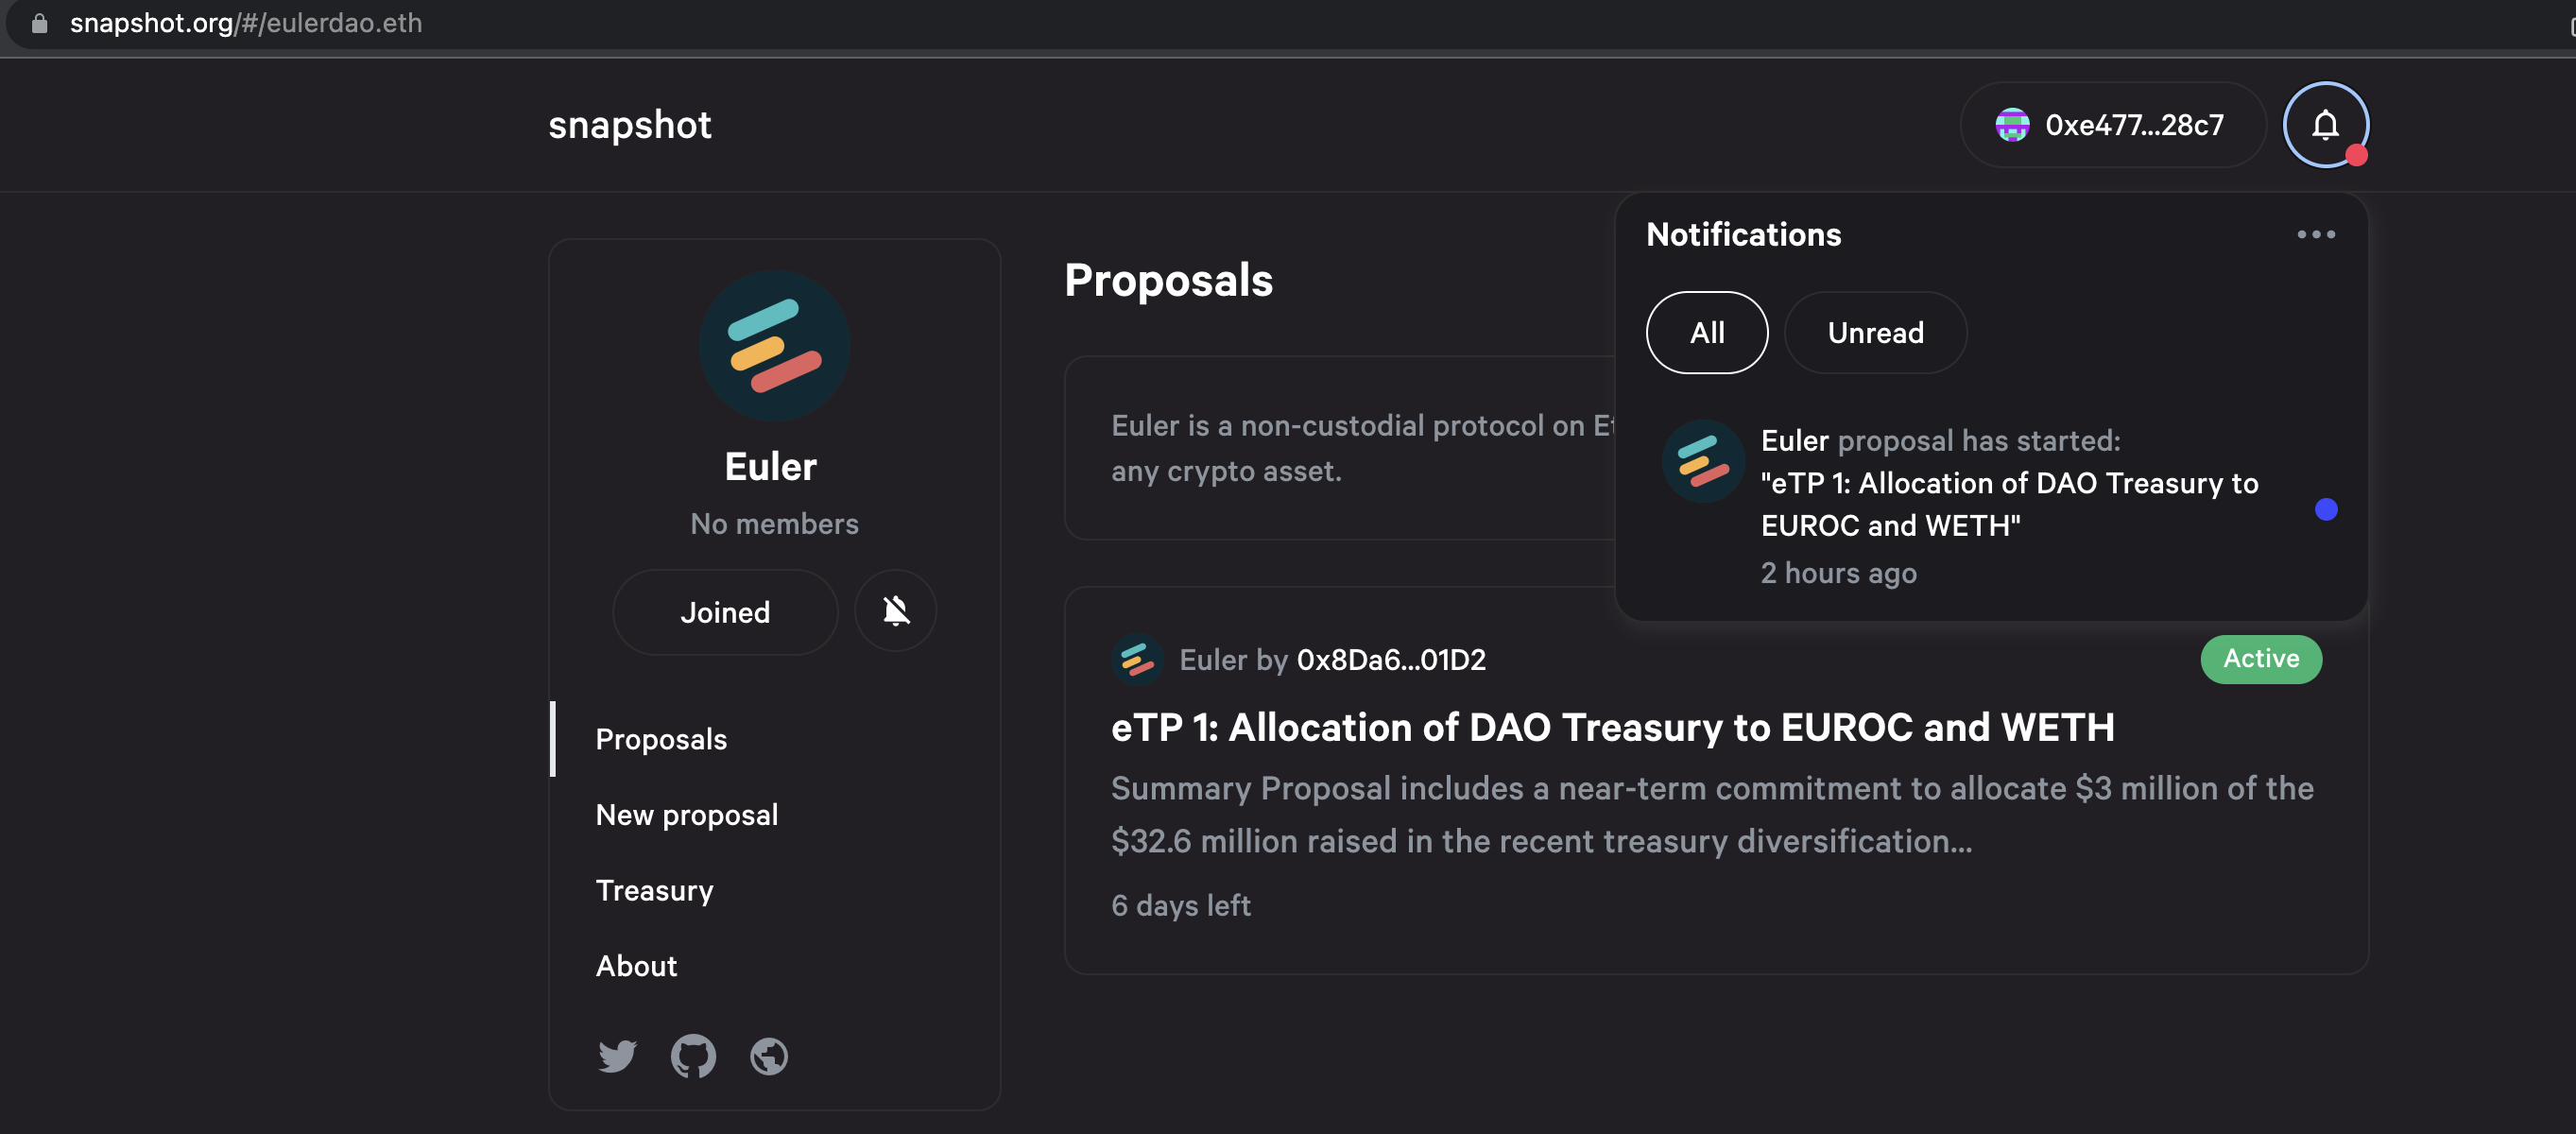 snapshot.org/#/eulerdao.eth
snapshot
0xe477...28c7
Notifications
All
Unread
Euler proposal has started:
"eTP 1: Allocation of DAO Treasury to
EUROC and WETH"
2 hours ago
Euler
No members
Joined
Proposals
New proposal
Treasury
About
Proposals
Euler is a non-custodial protocol on
any crypto asset.
Euler by 0x8Da6...01D2
Active
eTP 1: Allocation of DAO Treasury to EUROC and WETH
Summary Proposal includes a near-term commitment to allocate $3 million of the
$32.6 million raised in the recent treasury diversification...
6 days left